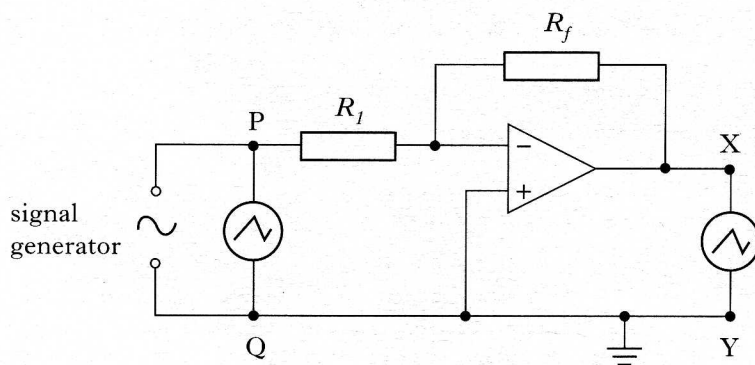 R_f
P
R_1
X
−
+
signal
generator
Q
Y